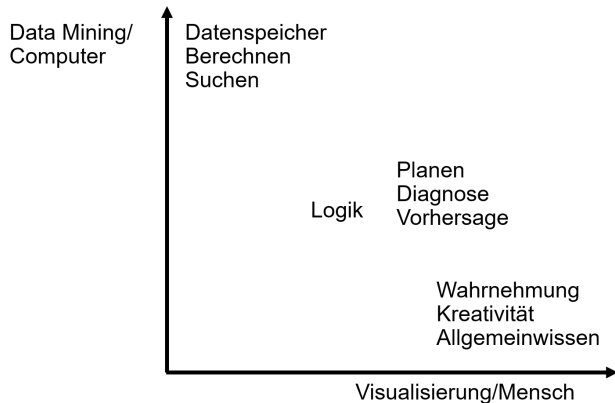 Data Mining/
Computer
Datenspeicher
Berechnen
Suchen
Logik
Planen
Diagnose
Vorhersage
Wahrnehmung
Kreativität
Allgemeinwissen
Visualisierung/Mensch